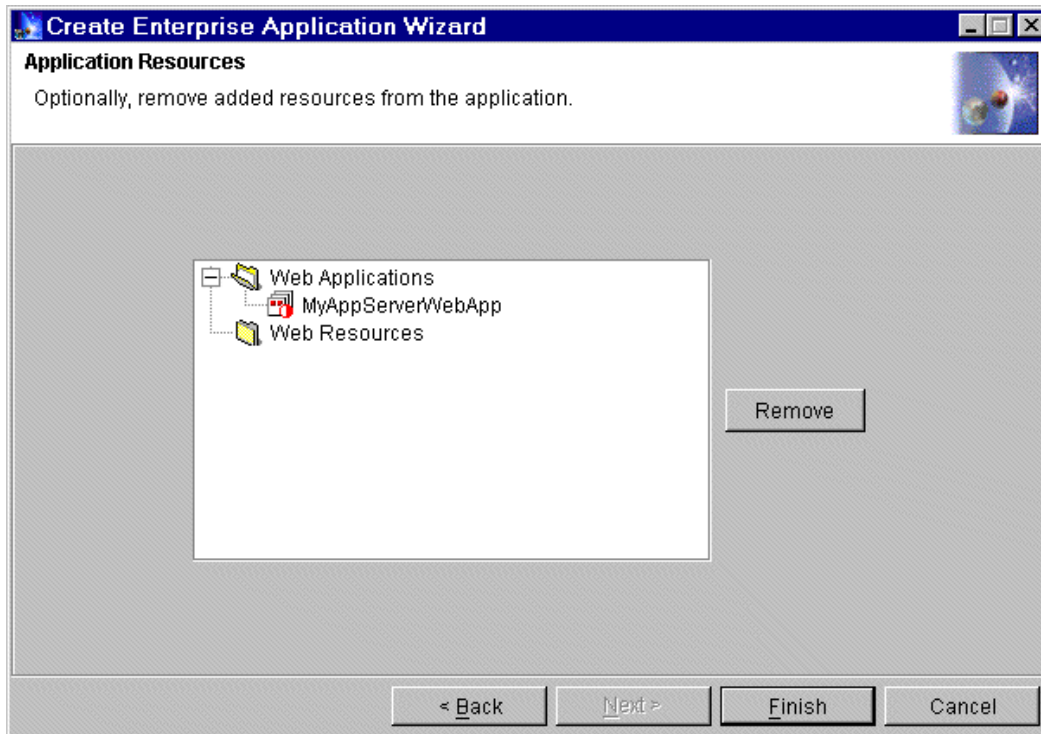 Create Enterprise Application Wizard
Application Resources
Optionally, remove added resources from the application.
Web Applications
MyAppServerWebApp
Web Resources
Remove
< Back
Next >
Finish
Cancel